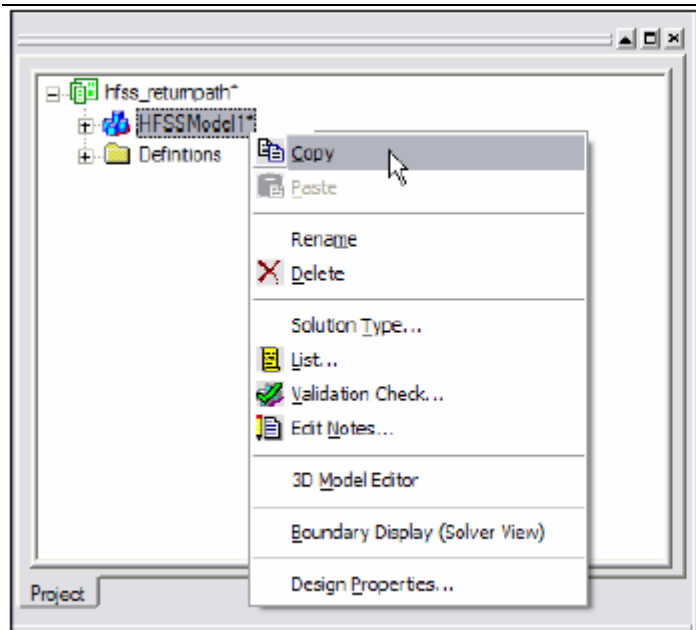 hfss_returnpath*
HFSSModel1*
Defintions
Copy
Paste
Rename
Delete
Solution Type...
List...
Validation Check...
Edit Notes...
3D Model Editor
Boundary Display (Solver View)
Design Properties...
Project